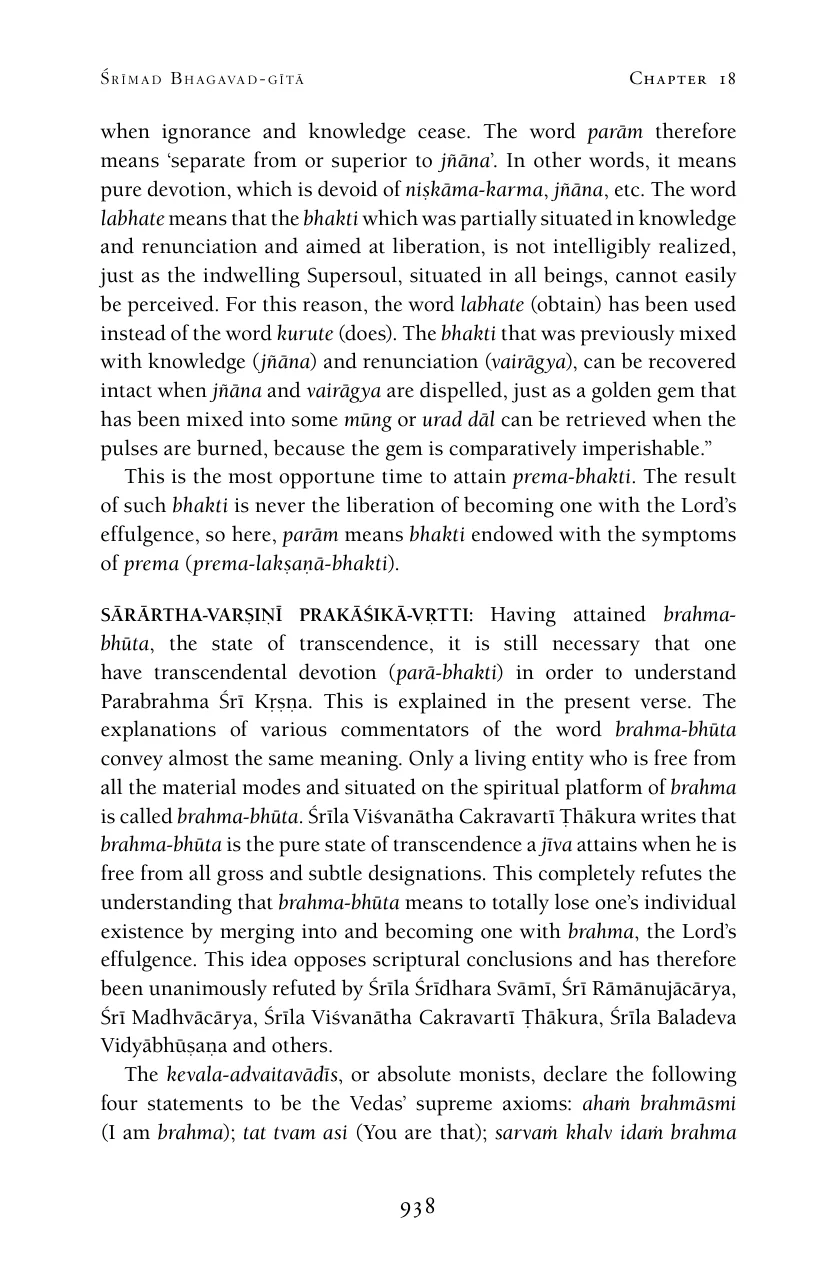 Śrīmad Bhagavad-gītā Chapter 18
when ignorance and knowledge cease. The word parām therefore
means ‘separate from or superior to jñāna’. In other words, it means
pure devotion, which is devoid of niṣkāma-karma, jñāna, etc. The word
labhate means that the bhakti which was partially situated in knowledge
and renunciation and aimed at liberation, is not intelligibly realized,
just as the indwelling Supersoul, situated in all beings, cannot easily
be perceived. For this reason, the word labhate (obtain) has been used
instead of the word kurute (does). The bhakti that was previously mixed
with knowledge (jñāna) and renunciation (vairāgya), can be recovered
intact when jñāna and vairāgya are dispelled, just as a golden gem that
has been mixed into some mūng or urad dāl can be retrieved when the
pulses are burned, because the gem is comparatively imperishable.”
This is the most opportune time to attain prema-bhakti. The result
of such bhakti is never the liberation of becoming one with the Lord’s
effulgence, so here, parām means bhakti endowed with the symptoms
of prema (prema-lakṣaṇā-bhakti).
SĀRĀRTHA-VARṢIṆĪ PRAKĀŚIKĀ-VṚTTI: Having attained brahma-
bhūta, the state of transcendence, it is still necessary that one
have transcendental devotion (parā-bhakti) in order to understand
Parabrahma Śrī Kṛṣṇa. This is explained in the present verse. The
explanations of various commentators of the word brahma-bhūta
convey almost the same meaning. Only a living entity who is free from
all the material modes and situated on the spiritual platform of brahma
is called brahma-bhūta. Śrīla Viśvanātha Cakravartī Ṭhākura writes that
brahma-bhūta is the pure state of transcendence a jīva attains when he is
free from all gross and subtle designations. This completely refutes the
understanding that brahma-bhūta means to totally lose one’s individual
existence by merging into and becoming one with brahma, the Lord’s
effulgence. This idea opposes scriptural conclusions and has therefore
been unanimously refuted by Śrīla Śrīdhara Svāmī, Śrī Rāmānujācārya,
Śrī Madhvācārya, Śrīla Viśvanātha Cakravartī Ṭhākura, Śrīla Baladeva
Vidyābhūṣaṇa and others.
The kevala-advaitavādīs, or absolute monists, declare the following
four statements to be the Vedas’ supreme axioms: ahaṁ brahmāsmi
(I am brahma); tat tvam asi (You are that); sarvaṁ khalv idaṁ brahma
938